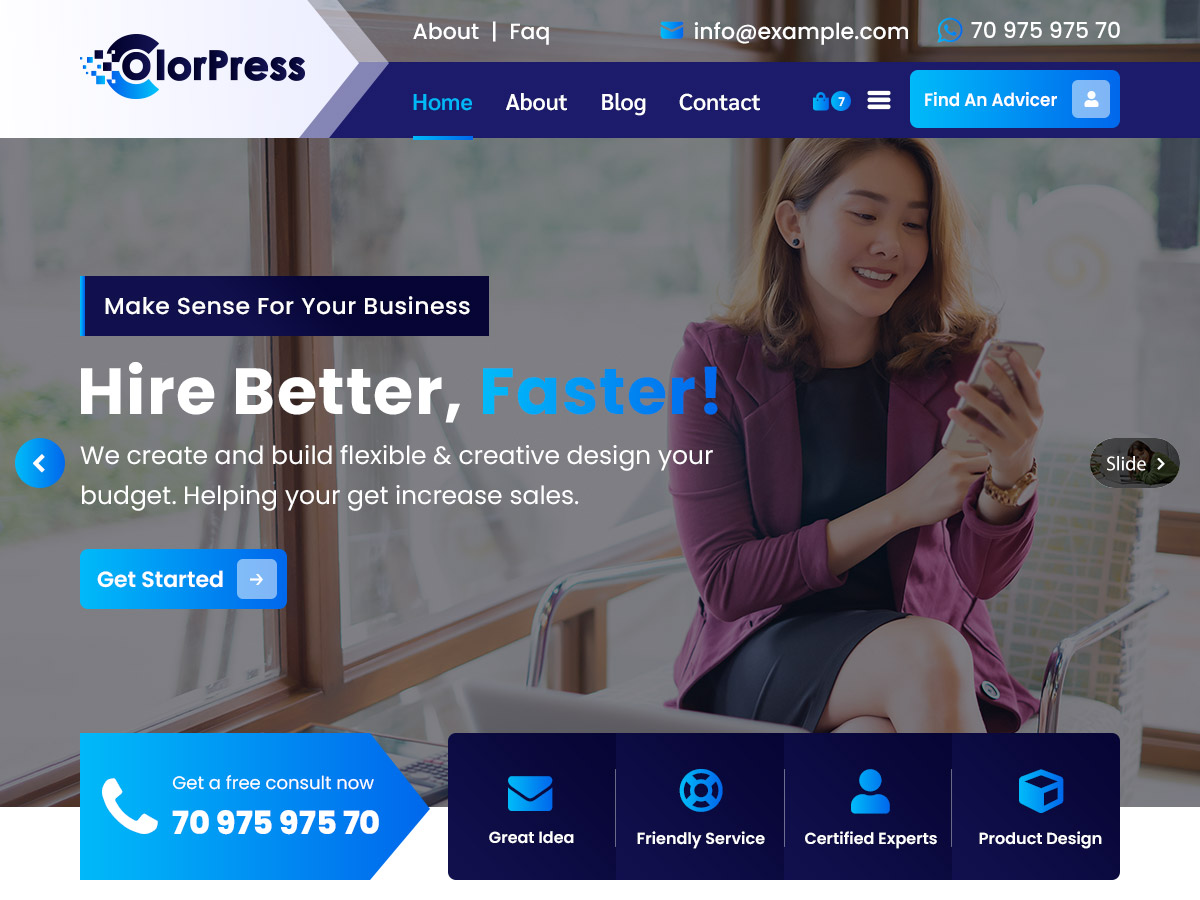 About | Faq
info@example.com
70 975 975 70
ColorPress
Home
About
Blog
Contact
7
Find An Advicer
Make Sense For Your Business
Hire Better, Faster!
We create and build flexible & creative design your
budget. Helping your get increase sales.
Slide
Get Started
Get a free consult now
70 975 975 70
Great Idea
Friendly Service
Certified Experts
Product Design